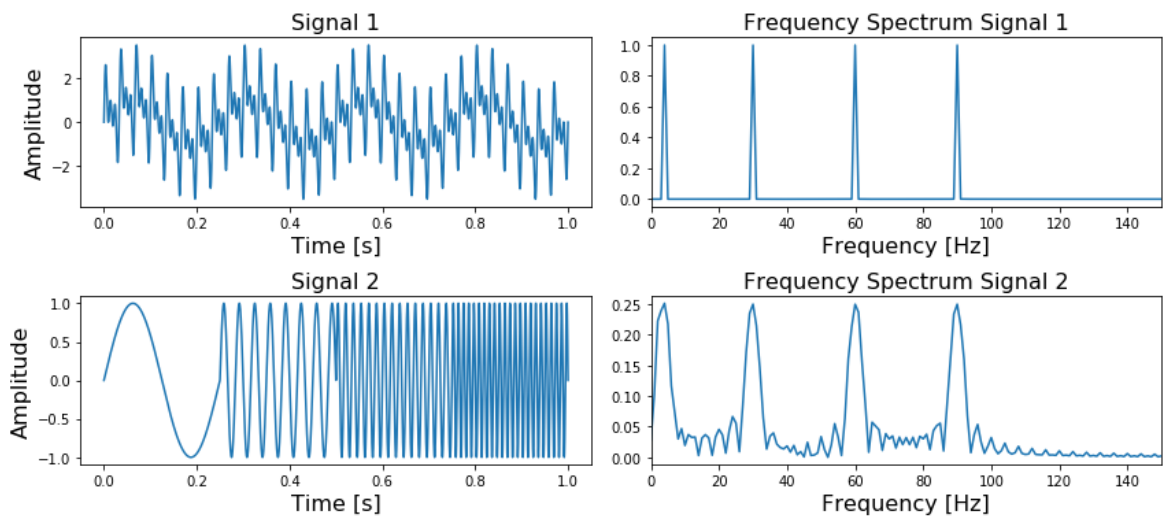 Signal 1
Amplitude
2
0
−2
0.0 0.2 0.4 0.6 0.8 1.0
Time [s]
Frequency Spectrum Signal 1
1.0
0.8
0.6
0.4
0.2
0.0
0 20 40 60 80 100 120 140
Frequency [Hz]
Signal 2
Amplitude
1.0
0.5
0.0
−0.5
−1.0
0.0 0.2 0.4 0.6 0.8 1.0
Time [s]
Frequency Spectrum Signal 2
0.25
0.20
0.15
0.10
0.05
0.00
0 20 40 60 80 100 120 140
Frequency [Hz]